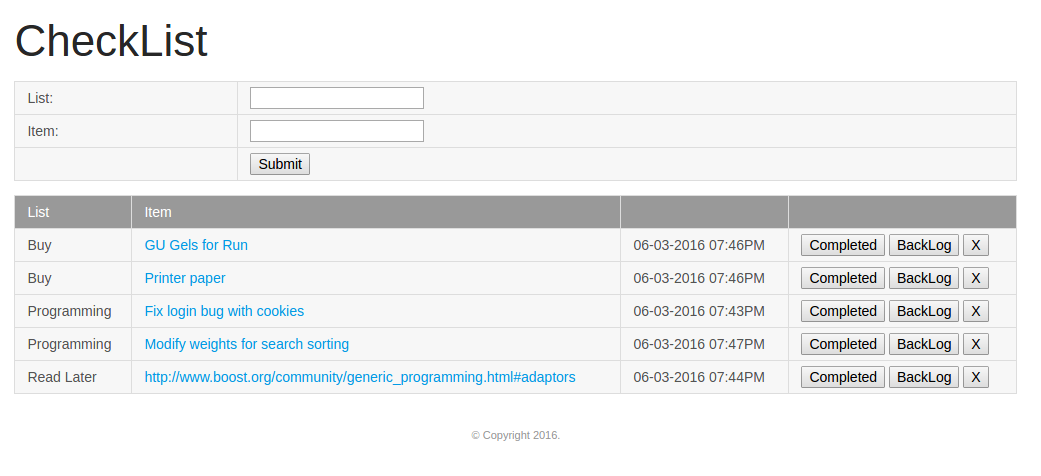 CheckList
List:
Item:
Submit
List Item
Buy GU Gels for Run 06-03-2016 07:46PM Completed BackLog X
Buy Printer paper 06-03-2016 07:46PM Completed BackLog X
Programming Fix login bug with cookies 06-03-2016 07:43PM Completed BackLog X
Programming Modify weights for search sorting 06-03-2016 07:47PM Completed BackLog X
Read Later http://www.boost.org/community/generic_programming.html#adaptors 06-03-2016 07:44PM Completed BackLog X
© Copyright 2016.